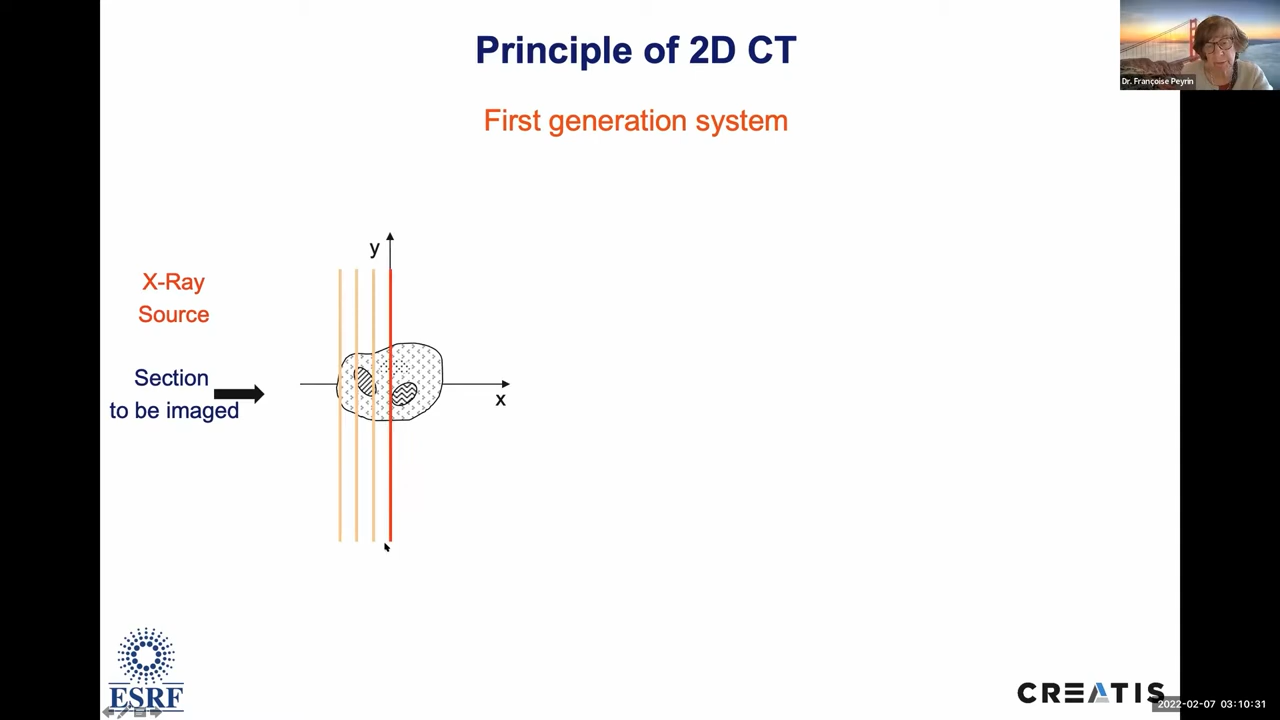 Principle of 2D CT
Dr. Françoise Peyrin
First generation system
y
X-Ray
Source
Section
to be imaged
x
ESRF
CREATIS
2022-02-07 03:10:31